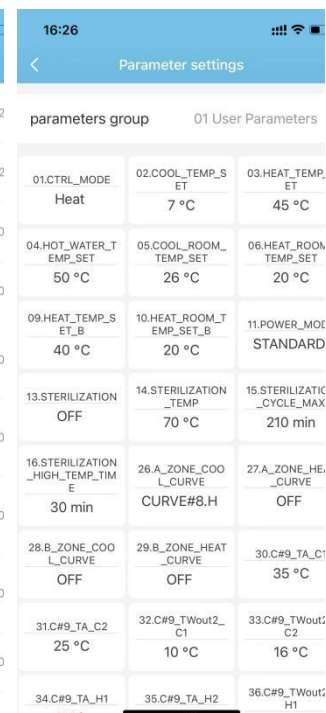 16:26
Parameter settings
parameters group 01 User Parameters
01.CTRL_MODE
Heat
02.COOL_TEMP_S
ET
7 °C
03.HEAT_TEMP_
ET
45 °C
04.HOT_WATER_T
EMP_SET
50 °C
05.COOL_ROOM_
TEMP_SET
26 °C
06.HEAT_ROOM
TEMP_SET
20 °C
09.HEAT_TEMP_S
ET_B
40 °C
10.HEAT_ROOM_T
EMP_SET_B
20 °C
11.POWER_MOD
STANDARD
13.STERILIZATION
OFF
14.STERILIZATION
_TEMP
70 °C
15.STERILIZATIO
_CYCLE_MAX
210 min
16.STERILIZATION
_HIGH_TEMP_TIM
E
30 min
26.A_ZONE_COO
L_CURVE
CURVE#8.H
27.A_ZONE_HEA
_CURVE
OFF
28.B_ZONE_COO
L_CURVE
OFF
29.B_ZONE_HEAT
_CURVE
OFF
30.C#9_TA_C1
35 °C
31.C#9_TA_C2
25 °C
32.C#9_TWout2_
C1
10 °C
33.C#9_TWout2
C2
16 °C
34.C#9_TA_H1
35.C#9_TA_H2
36.C#9_TWout2
H1